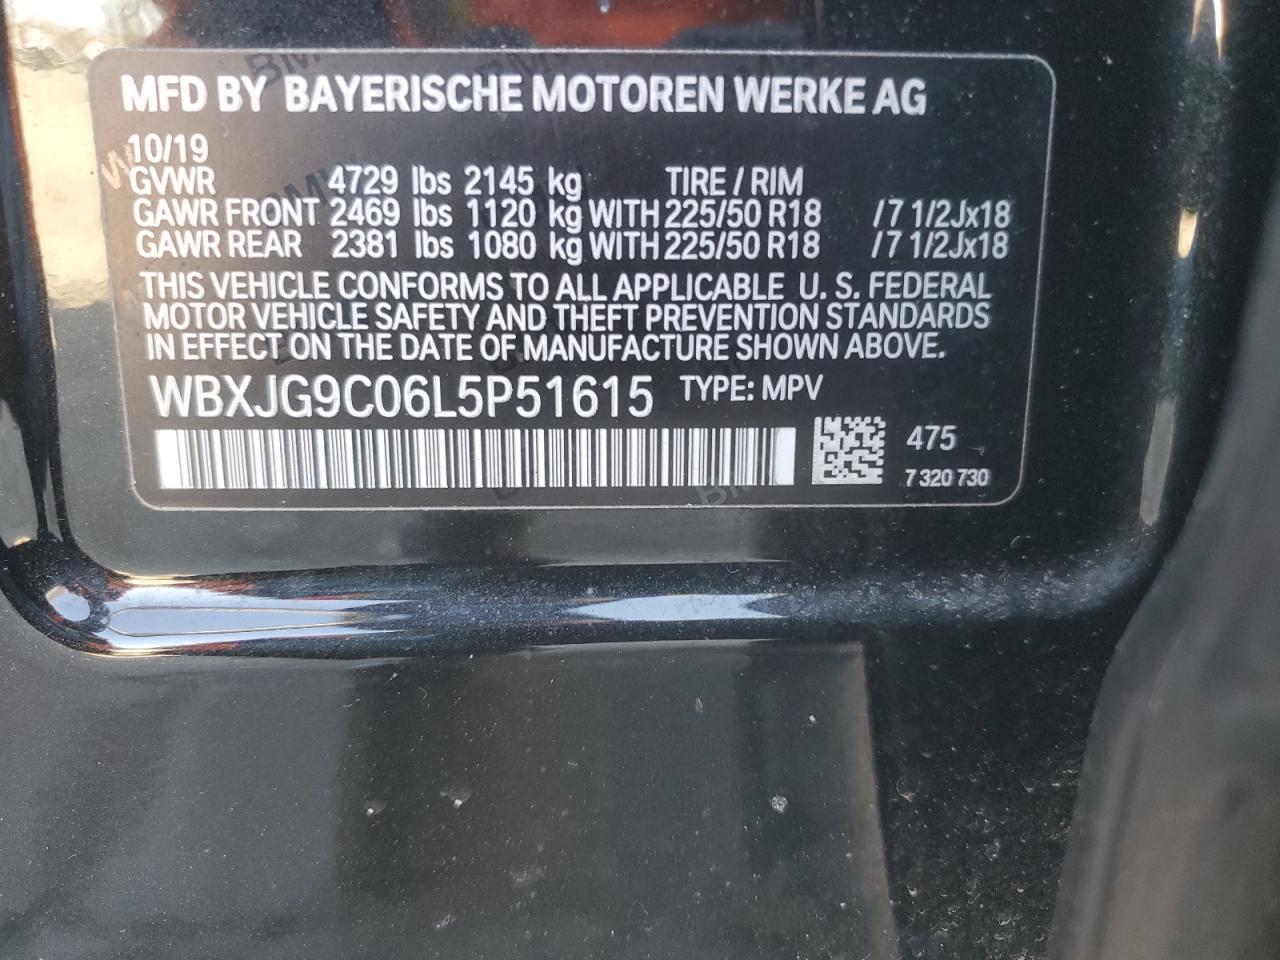 MFD BY BAYERISCHE MOTOREN WERKE AG
10/19
GVWR 4729 lbs 2145 kg TIRE / RIM
GAWR FRONT 2469 lbs 1120 kg WITH 225/50 R18 /7 1/2Jx18
GAWR REAR 2381 lbs 1080 kg WITH 225/50 R18 /7 1/2Jx18
THIS VEHICLE CONFORMS TO ALL APPLICABLE U. S. FEDERAL
MOTOR VEHICLE SAFETY AND THEFT PREVENTION STANDARDS
IN EFFECT ON THE DATE OF MANUFACTURE SHOWN ABOVE.
WBXJG9C06L5P51615 TYPE: MPV
475
7 320 730